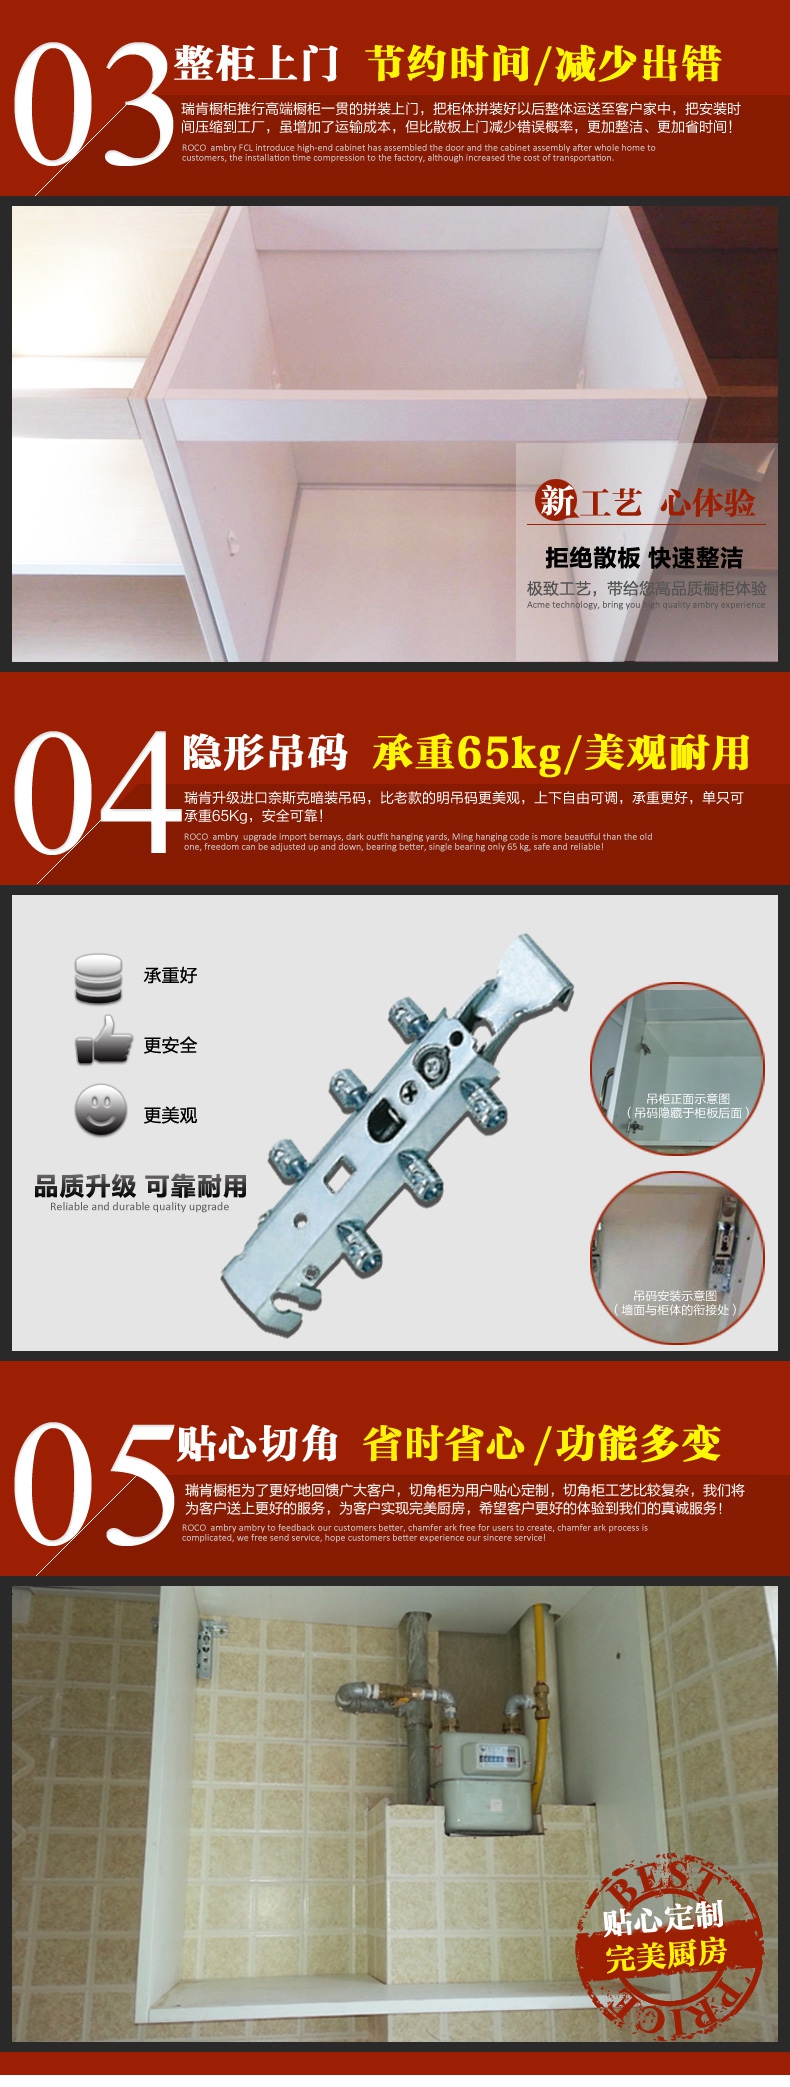 03
整柜上门 节约时间/减少出错
瑞肯橱柜推行高端橱柜一贯的拼装上门，把柜体拼装好以后整体运送至客户家中，把安装时
间压缩到工厂，虽增加了运输成本，但比散板上门减少错误概率，更加整洁、更加省时间！
ROCO ambry FCL introduce high-end cabinet has assembled the door and the cabinet assembly after whole home to
customers, the installation time compression to the factory, although increased the cost of transportation.
新工艺 心体验
拒绝散板 快速整洁
极致工艺，带给您高品质橱柜体验
Acme technology, bring you high quality ambry experience
04
隐形吊码 承重65kg/美观耐用
瑞肯升级进口奈斯克暗装吊码，比老款的明吊码更美观，上下自由可调，承重更好，单只可
承重65Kg，安全可靠！
ROCO ambry upgrade import bernays, dark outfit hanging yards, Ming hanging code is more beautiful than the old
one, freedom can be adjusted up and down, bearing better, single bearing only 65 kg, safe and reliable!
承重好
更安全
更美观
品质升级 可靠耐用
Reliable and durable quality upgrade
吊柜正面示意图
（吊码隐藏于柜板后面）
吊码安装示意图
（墙面与柜体的衔接处）
05
贴心切角 省时省心/功能多变
瑞肯橱柜为了更好地回馈广大客户，切角柜为用户贴心定制，切角柜工艺比较复杂，我们将
为客户送上更好的服务，为客户实现完美厨房，希望客户更好的体验到我们的真诚服务！
ROCO ambry ambry to feedback our customers better, chamfer ark free for users to create, chamfer ark process is
complicated, we free send service, hope customers better experience our sincere service!
BEST
贴心定制
完美厨房
PRICE